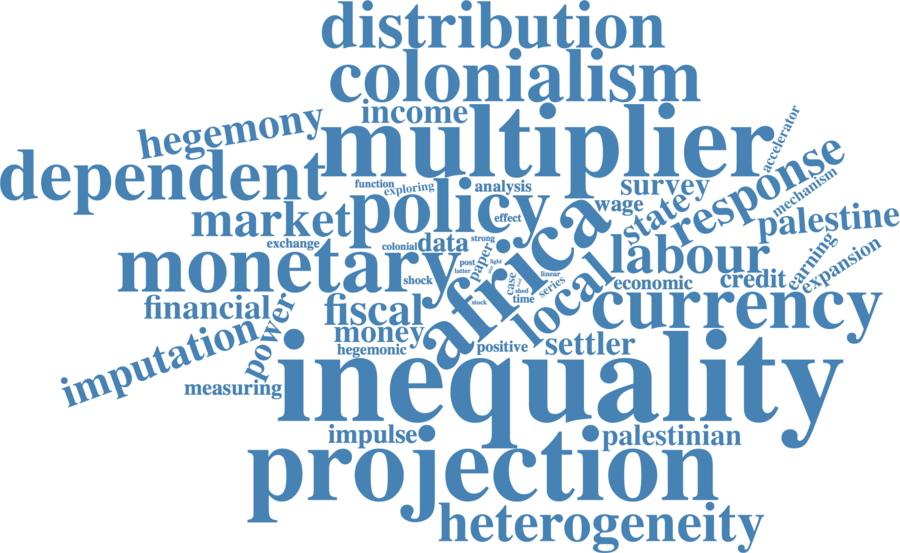 distribution
colonialism
income
hegemony
multiplier
accelerator
dependent
function
exploring
analysis
survey
response
mechanism
market
policy
effect
wage
state
palestine
exchange
colonial
data
strong
monetary
paper
africa
labour
earning
expansion
post
light
latter
shock
case
linear
series
local
economic
credit
financial
power
fiscal
stock
shed
time
currency
money
imputation
hegemonic
positive
settler
measuring
inequality
impulse
palestinian
projection
heterogeneity